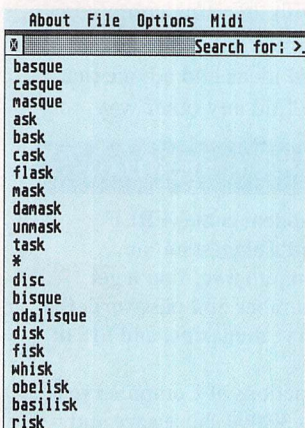 About File Options Midi
Search for: >.
basque
casque
masque
ask
bask
cask
flask
mask
damask
unmask
task
*
disc
bisque
odalisque
disk
fisk
whisk
obelisk
basilisk
risk